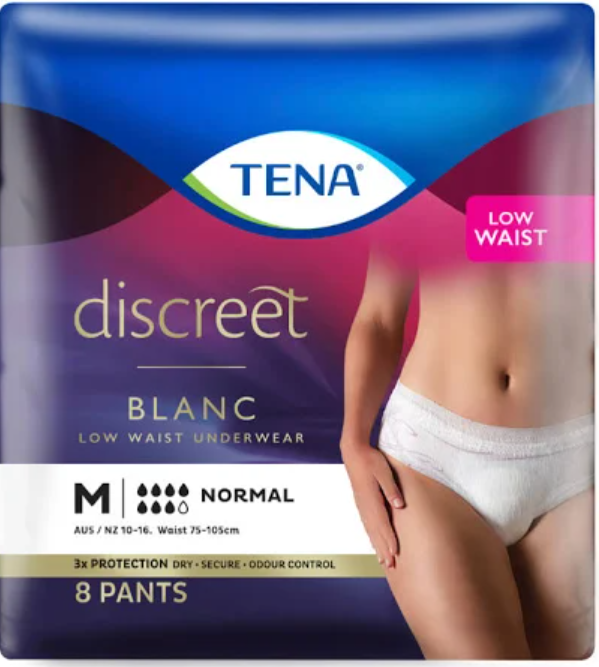 TENA®
LOW
WAIST
discreet
BLANC
LOW WAIST UNDERWEAR
M NORMAL
AUS / NZ 10-16. Waist 75-105cm
3x PROTECTION DRY • SECURE • ODOUR CONTROL
8 PANTS